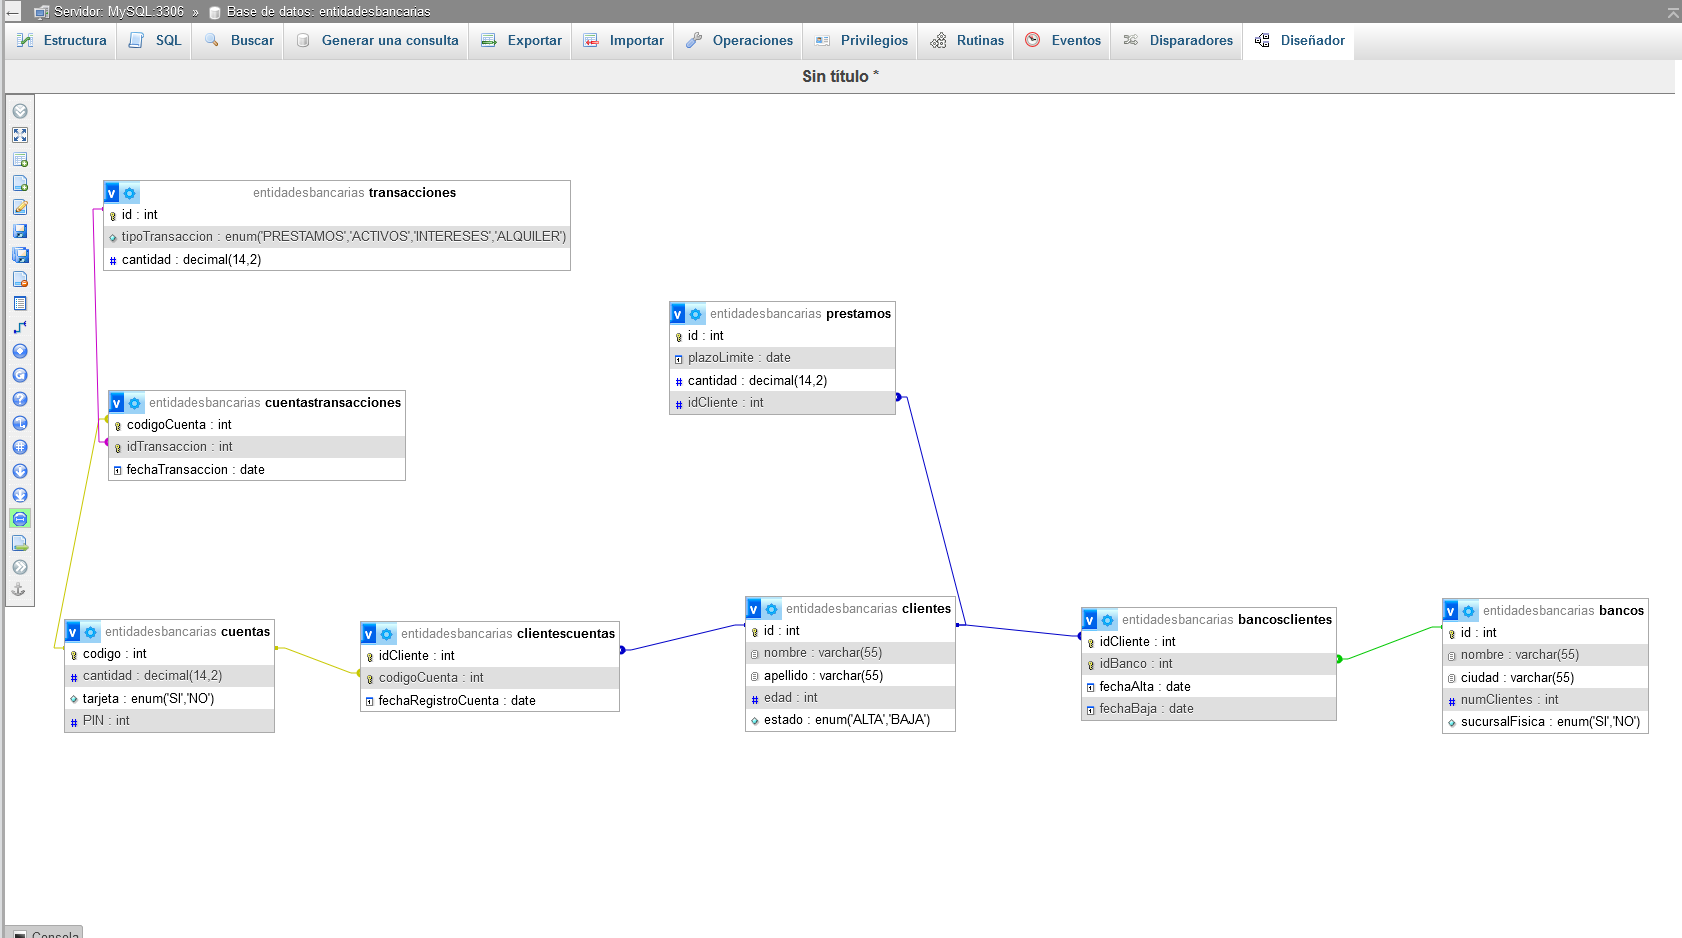 Servidor: MySQL:3306 » Base de datos: entidadesbancarias
Estructura SQL Buscar Generar una consulta Exportar Importar Operaciones Privilegios Rutinas Eventos Disparadores Diseñador
Sin título *
v entidadesbancarias transacciones
id : int
tipoTransaccion : enum('PRESTAMOS','ACTIVOS','INTERESES','ALQUILER')
# cantidad : decimal(14,2)
v entidadesbancarias prestamos
id : int
plazoLimite : date
# cantidad : decimal(14,2)
# idCliente : int
v entidadesbancarias cuentastransacciones
codigoCuenta : int
idTransaccion : int
fechaTransaccion : date
v entidadesbancarias cuentas
codigo : int
# cantidad : decimal(14,2)
tarjeta : enum('SI','NO')
# PIN : int
v entidadesbancarias clientescuentas
idCliente : int
codigoCuenta : int
fechaRegistroCuenta : date
v entidadesbancarias clientes
id : int
nombre : varchar(55)
apellido : varchar(55)
# edad : int
estado : enum('ALTA','BAJA')
v entidadesbancarias bancosclientes
idCliente : int
idBanco : int
fechaAlta : date
fechaBaja : date
v entidadesbancarias bancos
id : int
nombre : varchar(55)
ciudad : varchar(55)
# numClientes : int
sucursalFisica : enum('SI','NO')
Consola